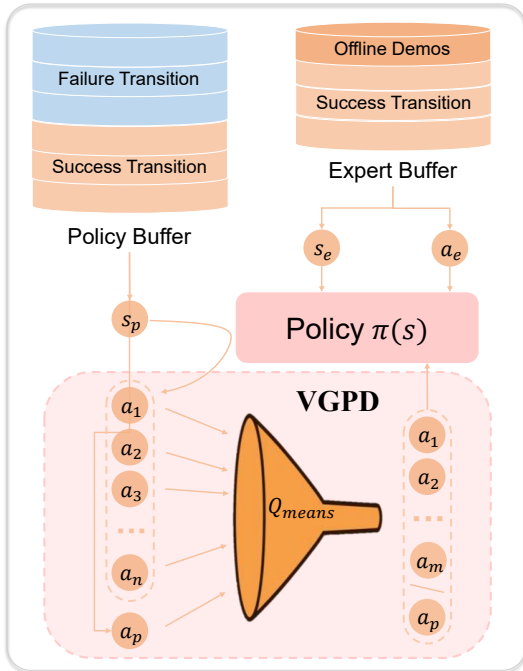 Failure Transition
Success Transition
Policy Buffer
Offline Demos
Success Transition
Expert Buffer
s_e
a_e
s_p
Policy π(s)
VGPD
a_1
a_2
a_3
...
a_n
a_p
Q_means
a_1
a_2
...
a_m
a_p